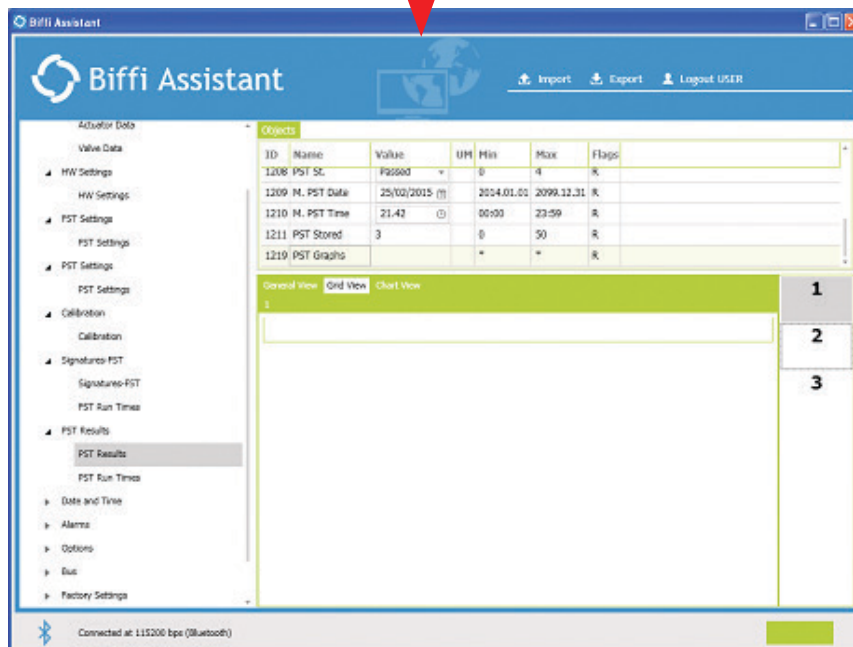 Biffi Assistant
Biffi Assistant
Import Export Logout USER
Actuator Data
Valve Data
HW Settings
HW Settings
FST Settings
FST Settings
PST Settings
PST Settings
Calibration
Calibration
Signatures-FST
Signatures-FST
FST Run Times
PST Results
PST Results
PST Run Times
Date and Time
Alarms
Options
Bus
Factory Settings
Objects
ID Name Value UM Min Max Flags
1208 PST St. Passed 0 4 R
1209 M. PST Date 25/02/2015 2014.01.01 2099.12.31 R
1210 M. PST Time 21.42 00:00 23:59 R
1211 PST Stored 3 0 50 R
1219 PST Graphs * * R
General View Grid View Chart View
1
1
2
3
Connected at 115200 bps (Bluetooth)